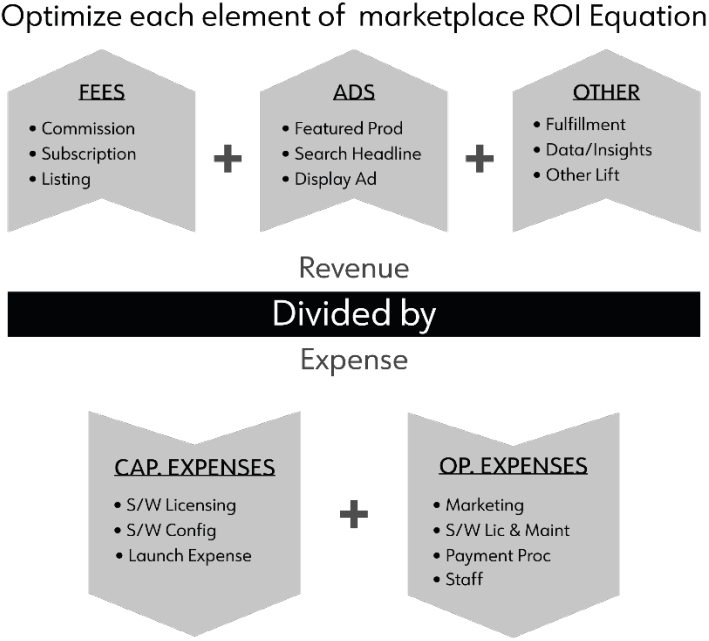 Optimize each element of marketplace ROI Equation
FEES
• Commission
• Subscription
• Listing
+
ADS
• Featured Prod
• Search Headline
• Display Ad
+
OTHER
• Fulfillment
• Data/Insights
• Other Lift
Revenue
Divided by
Expense
CAP. EXPENSES
• S/W Licensing
• S/W Config
• Launch Expense
+
OP. EXPENSES
• Marketing
• S/W Lic & Maint
• Payment Proc
• Staff